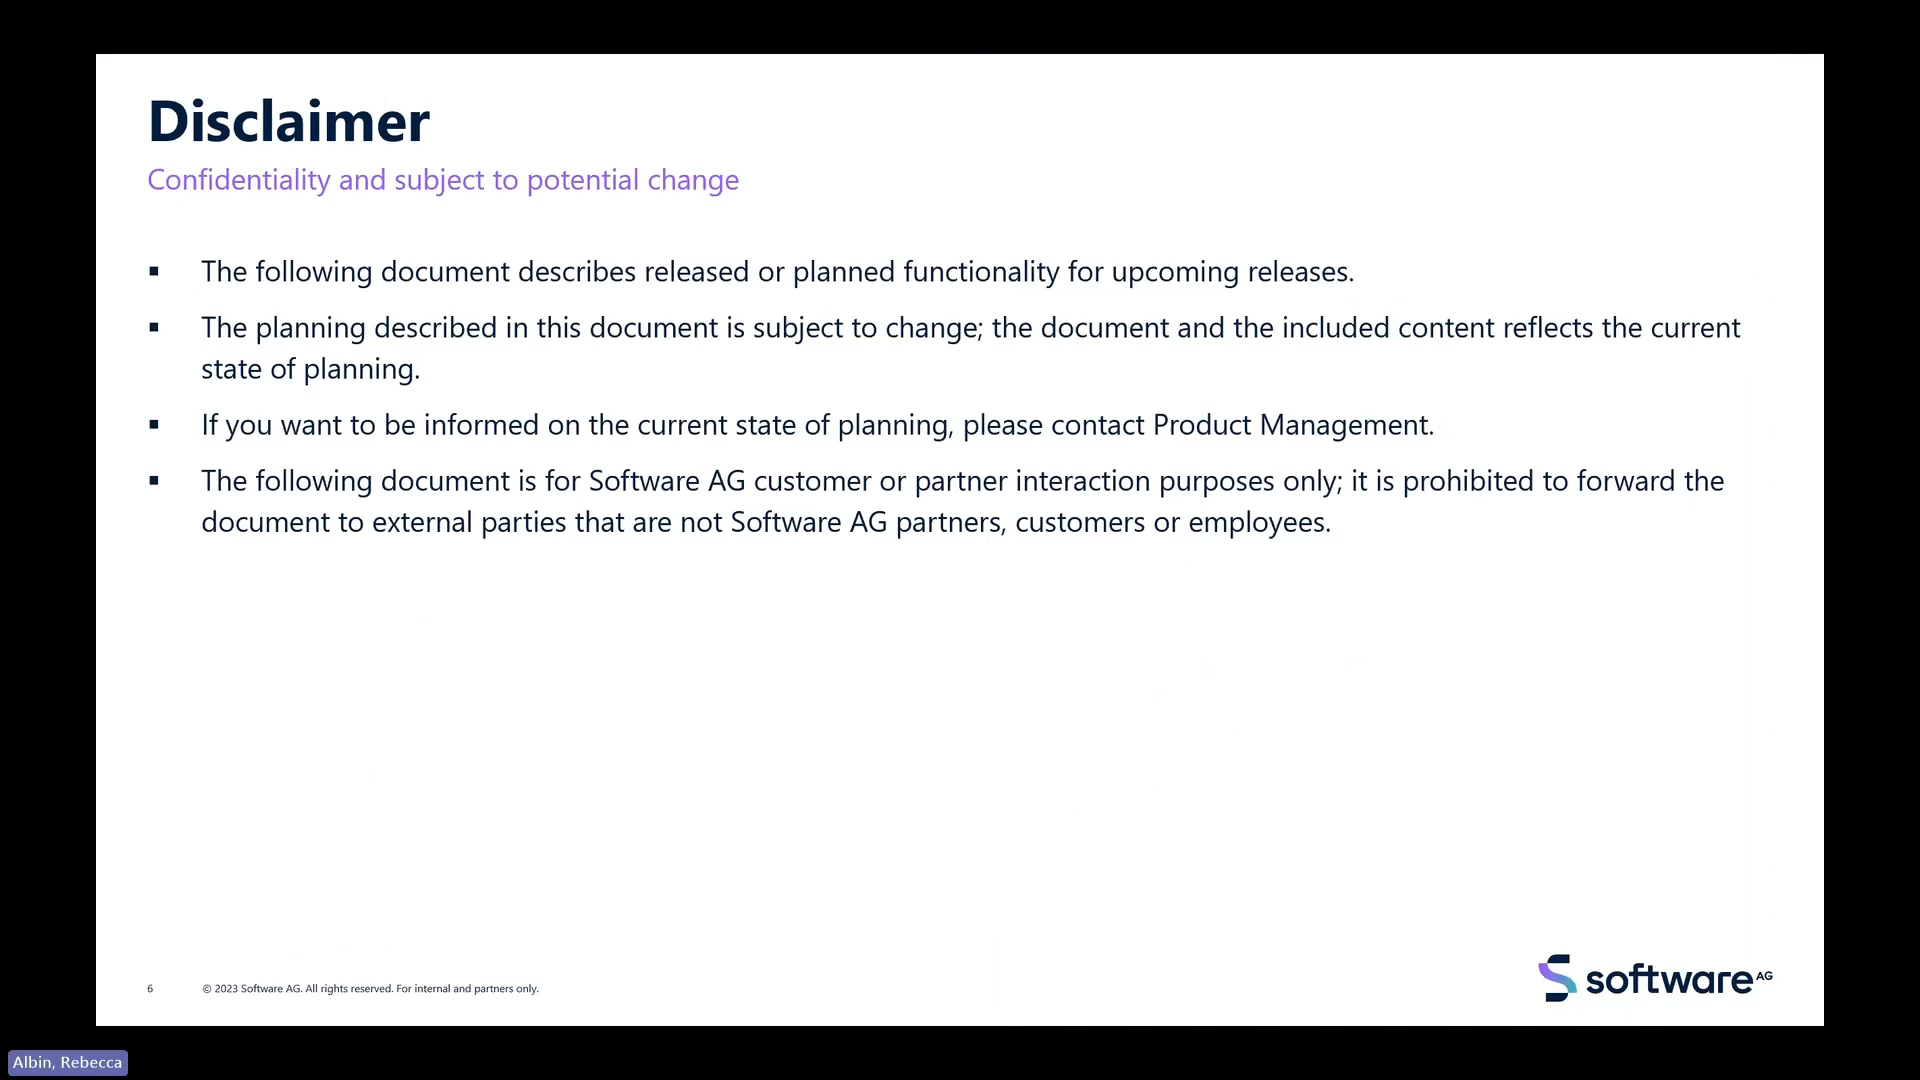 Disclaimer
Confidentiality and subject to potential change
▪ The following document describes released or planned functionality for upcoming releases.
▪ The planning described in this document is subject to change; the document and the included content reflects the current
state of planning.
▪ If you want to be informed on the current state of planning, please contact Product Management.
▪ The following document is for Software AG customer or partner interaction purposes only; it is prohibited to forward the
document to external parties that are not Software AG partners, customers or employees.
6 © 2023 Software AG. All rights reserved. For internal and partners only.
software AG
Albin, Rebecca